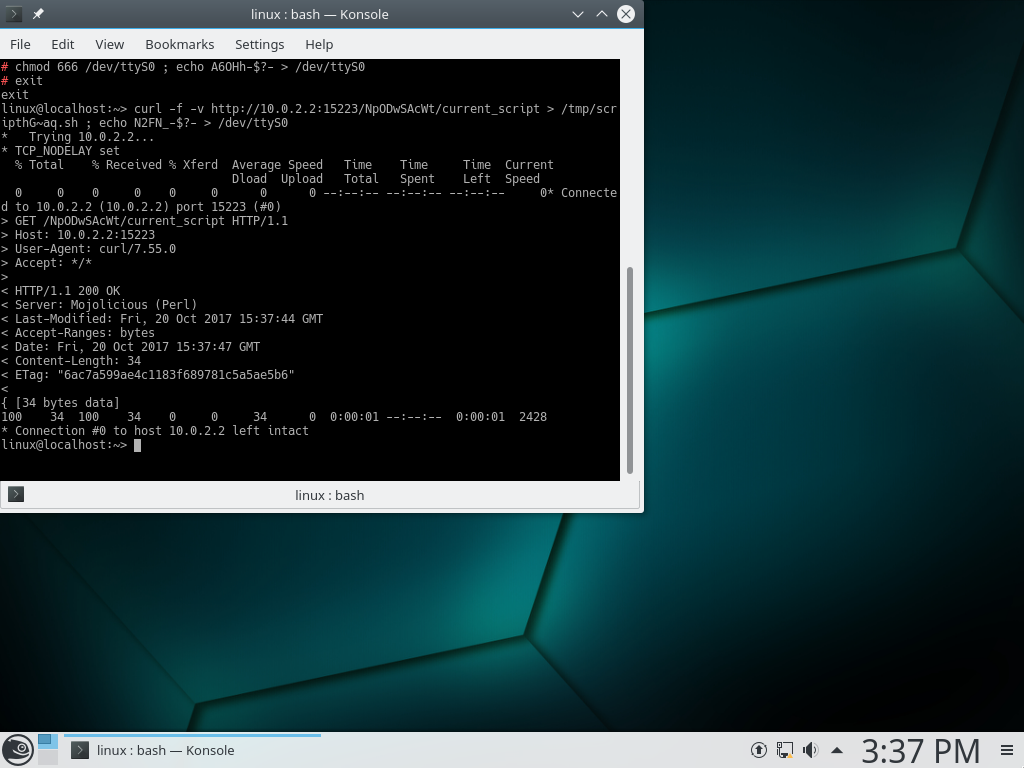 linux : bash — Konsole
File Edit View Bookmarks Settings Help
# chmod 666 /dev/ttyS0 ; echo A6OHh-$?- > /dev/ttyS0
# exit
exit
linux@localhost:~> curl -f -v http://10.0.2.2:15223/NpODwSAcWt/current_script > /tmp/scr
ipthG~aq.sh ; echo N2FN_-$?- > /dev/ttyS0
*   Trying 10.0.2.2...
* TCP_NODELAY set
  % Total    % Received % Xferd  Average Speed   Time    Time     Time  Current
                                 Dload  Upload   Total   Spent    Left  Speed
  0     0    0     0    0     0      0      0 --:--:-- --:--:-- --:--:--     0* Connecte
d to 10.0.2.2 (10.0.2.2) port 15223 (#0)
> GET /NpODwSAcWt/current_script HTTP/1.1
> Host: 10.0.2.2:15223
> User-Agent: curl/7.55.0
> Accept: */*
>
< HTTP/1.1 200 OK
< Server: Mojolicious (Perl)
< Last-Modified: Fri, 20 Oct 2017 15:37:44 GMT
< Accept-Ranges: bytes
< Date: Fri, 20 Oct 2017 15:37:47 GMT
< Content-Length: 34
< ETag: "6ac7a599ae4c1183f689781c5a5ae5b6"
<
{ [34 bytes data]
100    34  100    34    0     0     34      0  0:00:01 --:--:--  0:00:01  2428
* Connection #0 to host 10.0.2.2 left intact
linux@localhost:~>
linux : bash
linux : bash — Konsole
3:37 PM